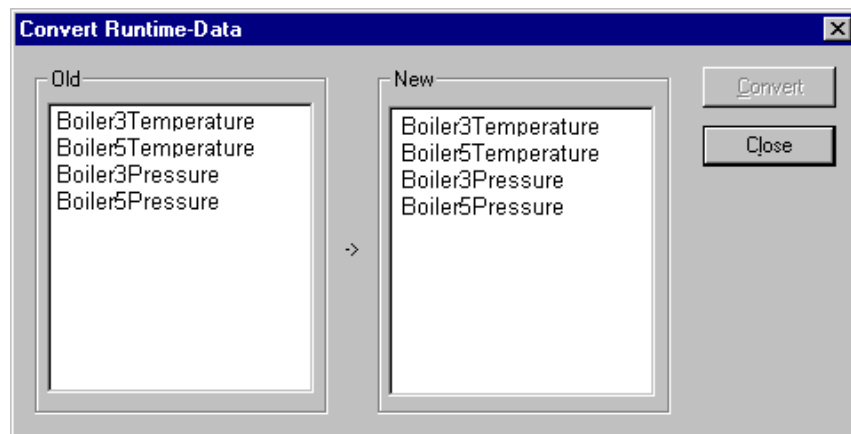 Convert Runtime-Data
Old
Boiler3Temperature
Boiler5Temperature
Boiler3Pressure
Boiler5Pressure
->
New
Boiler3Temperature
Boiler5Temperature
Boiler3Pressure
Boiler5Pressure
Convert
Close